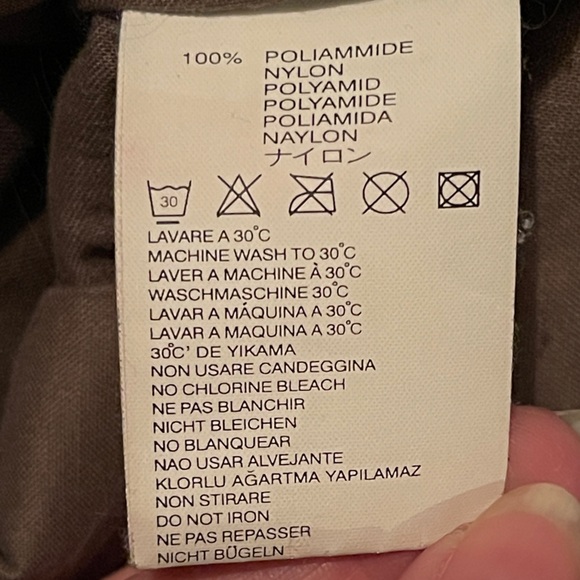 100% POLIAMMIDE
NYLON
POLYAMID
POLYAMIDE
POLIAMIDA
NAYLON
ナイロン
30
LAVARE A 30°C
MACHINE WASH TO 30°C
LAVER A MACHINE À 30°C
WASCHMASCHINE 30°C
LAVAR A MÁQUINA A 30°C
LAVAR A MAQUINA A 30°C
30°C' DE YIKAMA
NON USARE CANDEGGINA
NO CHLORINE BLEACH
NE PAS BLANCHIR
NICHT BLEICHEN
NO BLANQUEAR
NAO USAR ALVEJANTE
KLORLU AĞARTMA YAPILAMAZ
NON STIRARE
DO NOT IRON
NE PAS REPASSER
NICHT BÜGELN